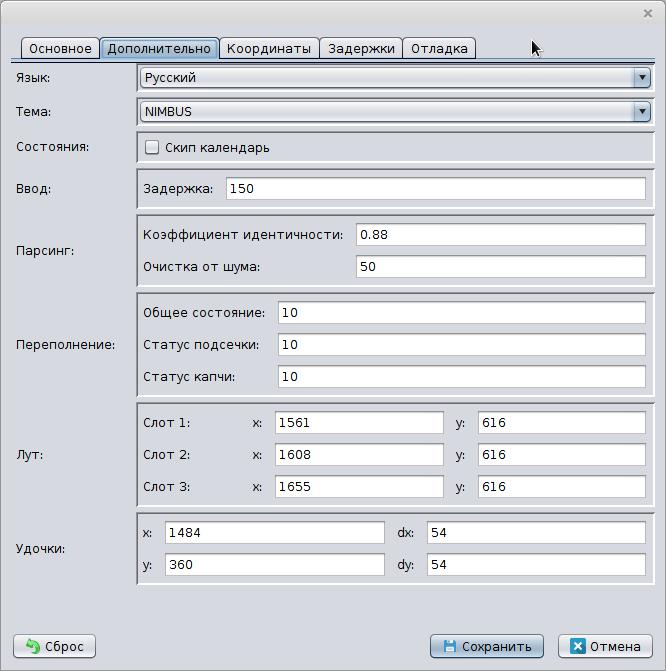 Основное Дополнительно Координаты Задержки Отладка
Язык: Русский
Тема: NIMBUS
Состояния: Скип календарь
Ввод: Задержка: 150
Парсинг:
Коэффициент идентичности: 0.88
Очистка от шума: 50
Переполнение:
Общее состояние: 10
Статус подсечки: 10
Статус капчи: 10
Лут:
Слот 1: x: 1561 y: 616
Слот 2: x: 1608 y: 616
Слот 3: x: 1655 y: 616
Удочки:
x: 1484 dx: 54
y: 360 dy: 54
Сброс Сохранить Отмена